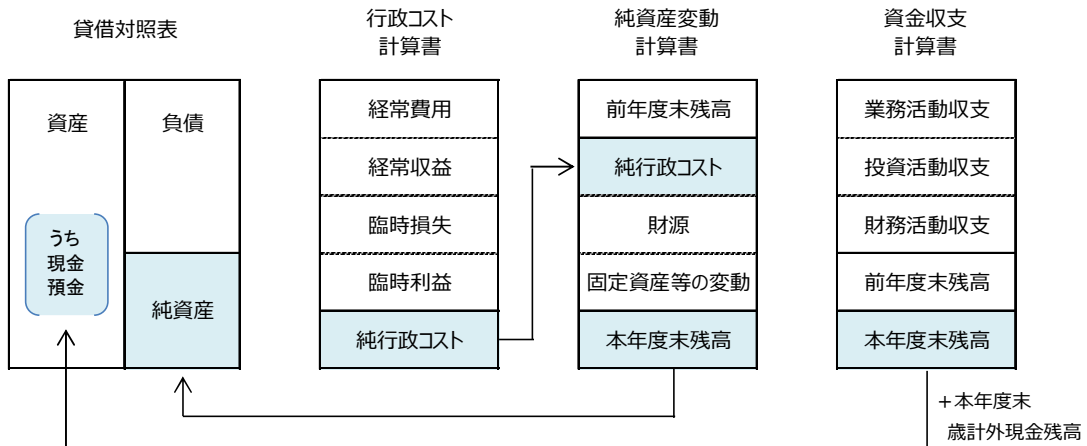 貸借対照表
資産
負債
うち
現金
預金
純資産
行政コスト
計算書
経常費用
経常収益
臨時損失
臨時利益
純行政コスト
純資産変動
計算書
前年度末残高
純行政コスト
財源
固定資産等の変動
本年度末残高
資金収支
計算書
業務活動収支
投資活動収支
財務活動収支
前年度末残高
本年度末残高
＋本年度末
歳計外現金残高